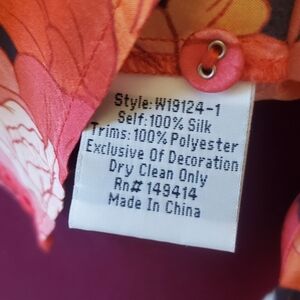 Style: W19124-1
Self: 100% Silk
Trims: 100% Polyester
Exclusive Of Decoration
Dry Clean Only
Rn# 149414
Made In China